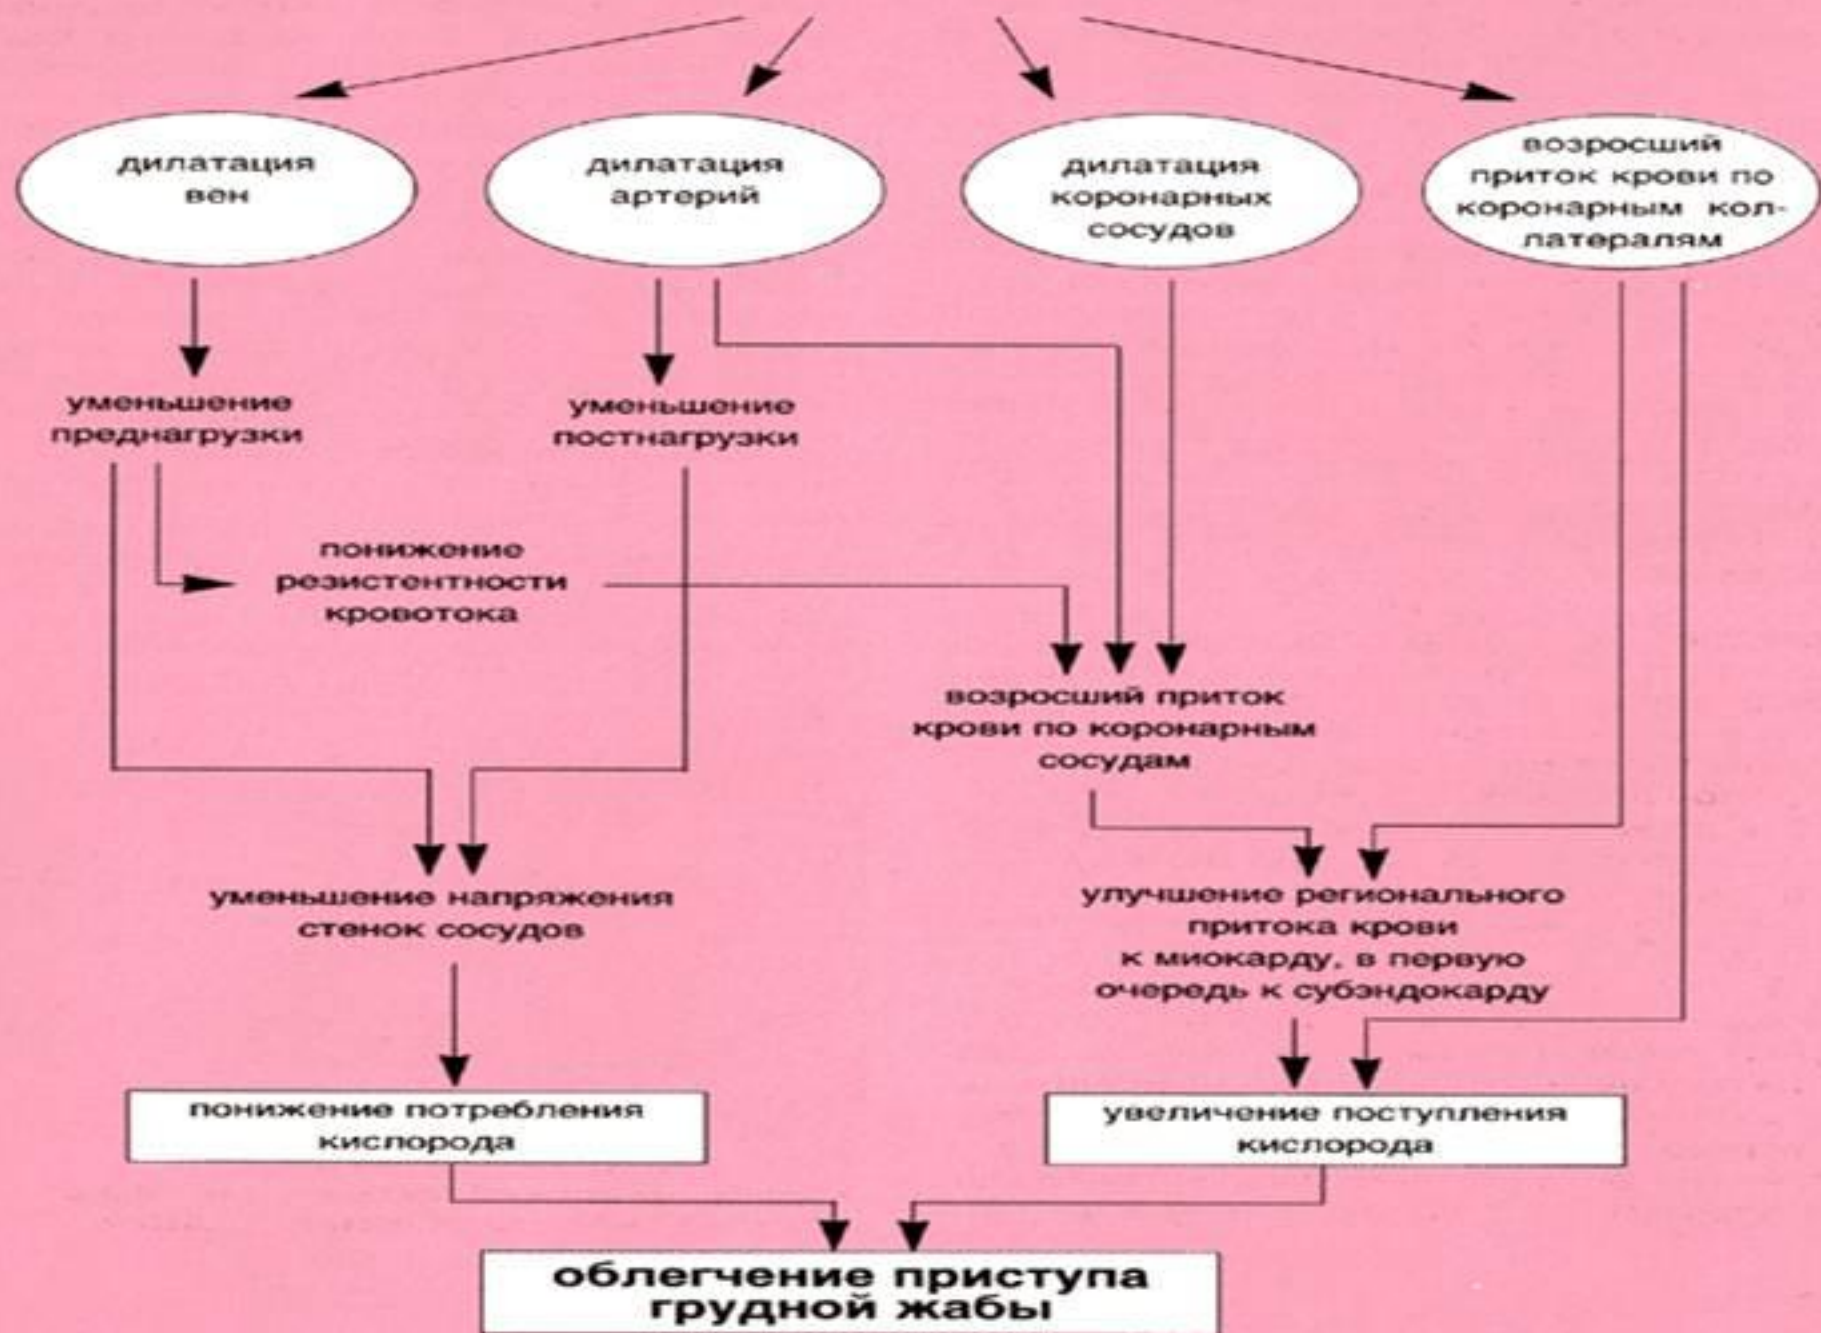 дилатация
вен
дилатация
артерий
дилатация
коронарных
сосудов
возросший
приток крови по
коронарным кол-
латералям
уменьшение
преднагрузки
уменьшение
постнагрузки
понижение
резистентности
кровотока
возросший приток
крови по коронарным
сосудам
уменьшение напряжения
стенок сосудов
улучшение регионального
притока крови
к миокарду, в первую
очередь к субэндокарду
понижение потребления
кислорода
увеличение поступления
кислорода
облегчение приступа
грудной жабы